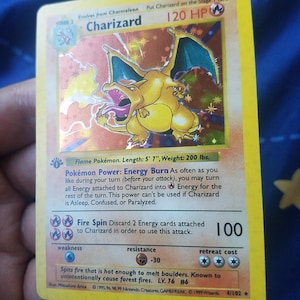 Evolves from Charmeleon Put Charizard on the Stage
Charizard 120 HP
Flame Pokémon. Length: 5' 7", Weight: 200 lbs.
Pokémon Power: Energy Burn As often as you
like during your turn (before your attack), you may turn
all Energy attached to Charizard into Energy for the
rest of the turn. This power can't be used if Charizard
is Asleep, Confused, or Paralyzed.
Fire Spin Discard 2 Energy cards attached
to Charizard in order to use this attack. 100
weakness resistance retreat cost
-30
Spits fire that is hot enough to melt boulders. Known to
unintentionally cause forest fires. LV. 76 #6
4/102